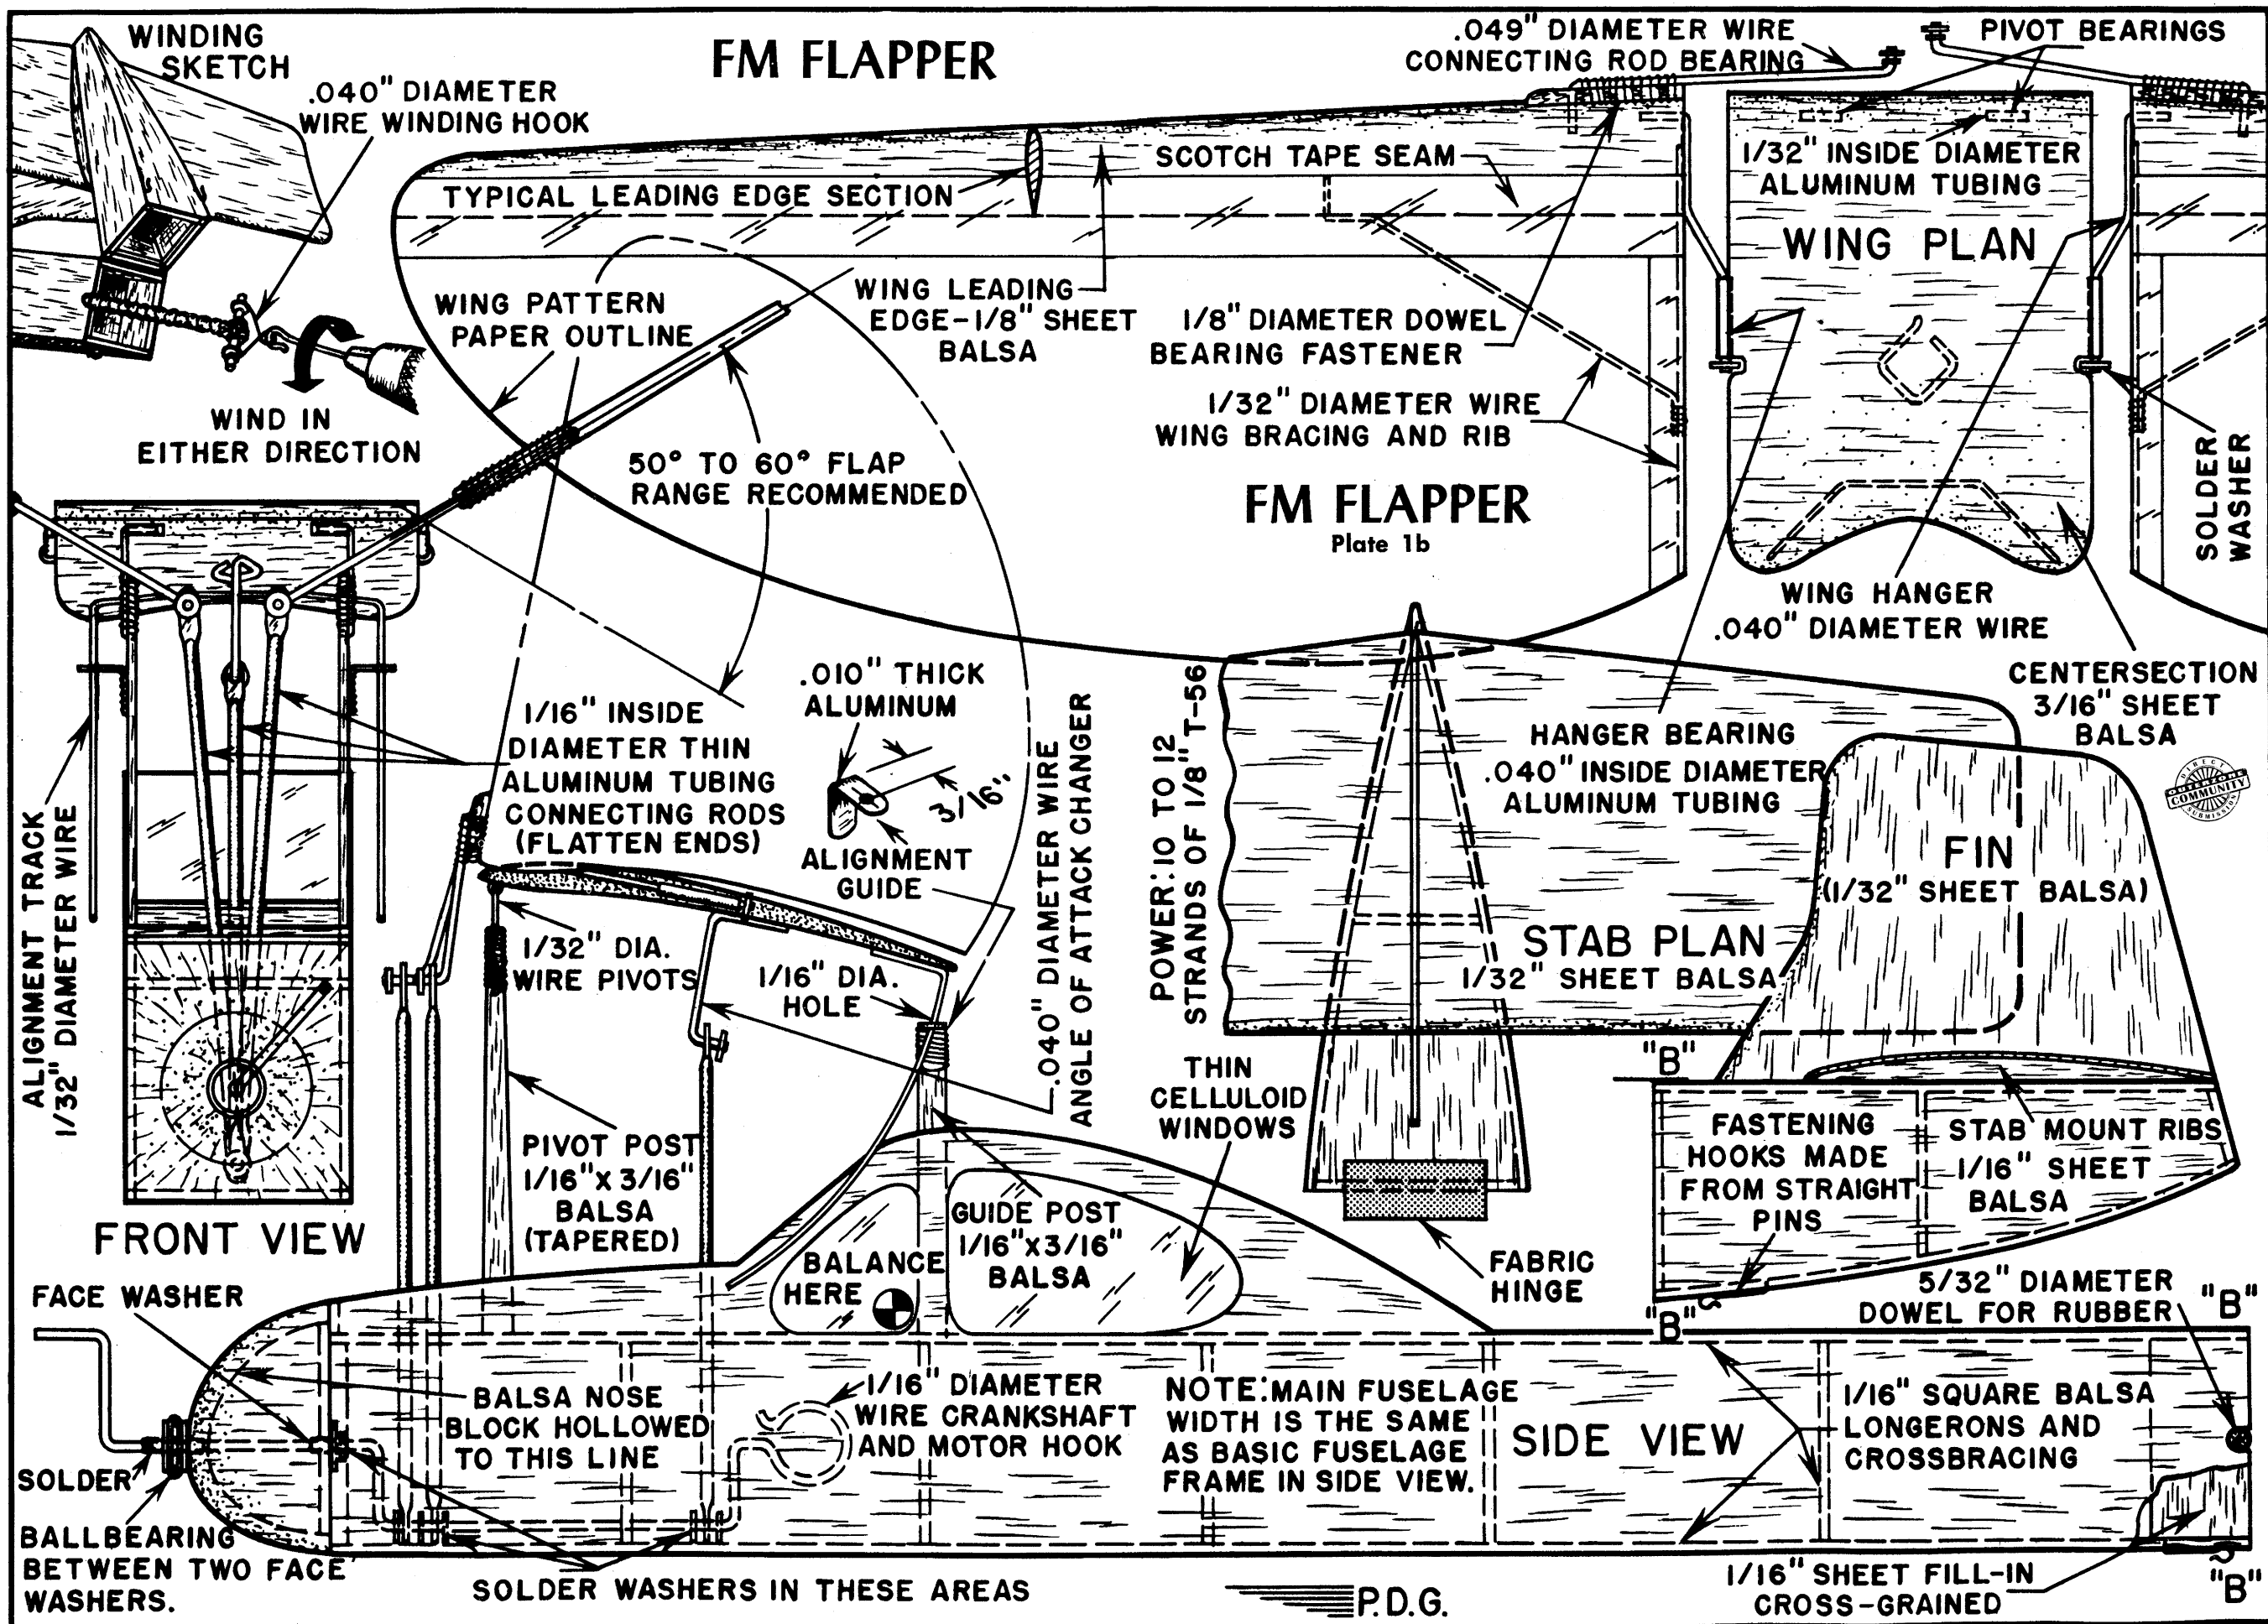 WINDING
SKETCH
.040" DIAMETER
WIRE WINDING HOOK
WIND IN
EITHER DIRECTION
FM FLAPPER
.049" DIAMETER WIRE
CONNECTING ROD BEARING
PIVOT BEARINGS
TYPICAL LEADING EDGE SECTION
SCOTCH TAPE SEAM
1/32" INSIDE DIAMETER
ALUMINUM TUBING
WING PLAN
WING PATTERN
PAPER OUTLINE
WING LEADING
EDGE-1/8" SHEET
BALSA
1/8" DIAMETER DOWEL
BEARING FASTENER
1/32" DIAMETER WIRE
WING BRACING AND RIB
50° TO 60° FLAP
RANGE RECOMMENDED
FM FLAPPER
Plate 1b
SOLDER
WASHER
WING HANGER
.040" DIAMETER WIRE
CENTERSECTION
3/16" SHEET
BALSA
DIRECT
OUTERZONE
COMMUNITY
SUBMISSION
ALIGNMENT TRACK
1/32" DIAMETER WIRE
1/16" INSIDE
DIAMETER THIN
ALUMINUM TUBING
CONNECTING RODS
(FLATTEN ENDS)
.010" THICK
ALUMINUM
3/16"
ALIGNMENT
GUIDE
.040" DIAMETER WIRE
ANGLE OF ATTACK CHANGER
POWER: 10 TO 12
STRANDS OF 1/8" T-56
HANGER BEARING
.040" INSIDE DIAMETER
ALUMINUM TUBING
FIN
(1/32" SHEET BALSA)
STAB PLAN
1/32" SHEET BALSA
1/32" DIA.
WIRE PIVOTS
1/16" DIA.
HOLE
FRONT VIEW
PIVOT POST
1/16" x 3/16"
BALSA
(TAPERED)
THIN
CELLULOID
WINDOWS
"B"
FASTENING
HOOKS MADE
FROM STRAIGHT
PINS
STAB MOUNT RIBS
1/16" SHEET
BALSA
FABRIC
HINGE
GUIDE POST
1/16"x3/16"
BALSA
BALANCE
HERE
"B"
5/32" DIAMETER
DOWEL FOR RUBBER
"B"
FACE WASHER
SOLDER
BALLBEARING
BETWEEN TWO FACE
WASHERS.
BALSA NOSE
BLOCK HOLLOWED
TO THIS LINE
1/16" DIAMETER
WIRE CRANKSHAFT
AND MOTOR HOOK
NOTE: MAIN FUSELAGE
WIDTH IS THE SAME
AS BASIC FUSELAGE
FRAME IN SIDE VIEW.
SIDE VIEW
1/16" SQUARE BALSA
LONGERONS AND
CROSSBRACING
SOLDER WASHERS IN THESE AREAS
P.D.G.
1/16" SHEET FILL-IN
CROSS-GRAINED
"B"